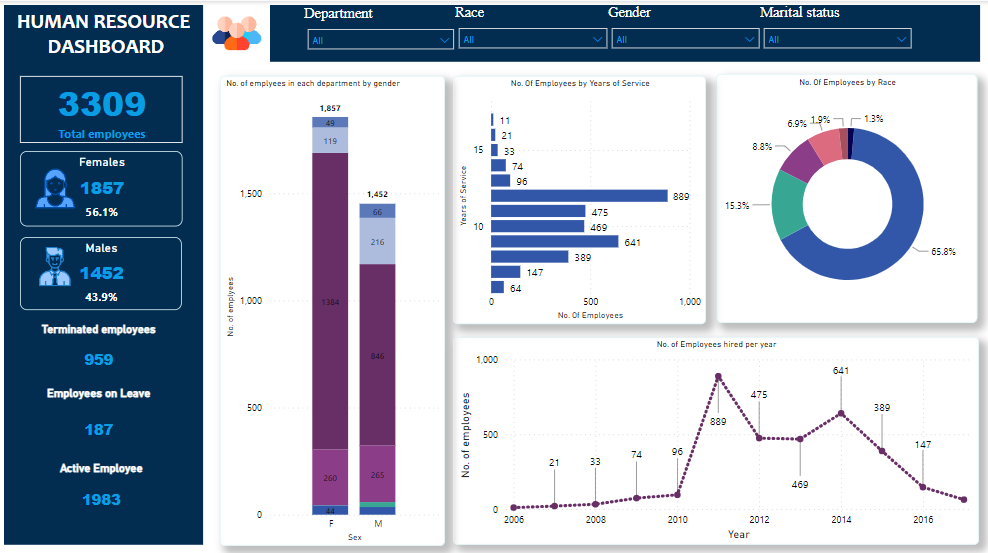 HUMAN RESOURCE
DASHBOARD
Department
Race
Gender
Marital status
All
All
All
All
3309
Total employees
Females
1857
56.1%
Males
1452
43.9%
Terminated employees
959
Employees on Leave
187
Active Employee
1983
No. of emplyees in each department by gender
No. of emplyees
1,500
1,000
500
0
1,857
49
119
1384
260
44
1,452
66
216
846
265
F
M
Sex
No. Of Employees by Years of Service
Years of Service
15
10
11
21
33
74
96
889
475
469
641
389
147
64
0
500
1,000
No. Of Employees
No. Of Employees by Race
6.9%
1.9%
1.3%
8.8%
15.3%
65.8%
No. of Employees hired per year
No. of employees
1,000
500
0
21
33
74
96
889
475
469
641
389
147
2006
2008
2010
2012
2014
2016
Year